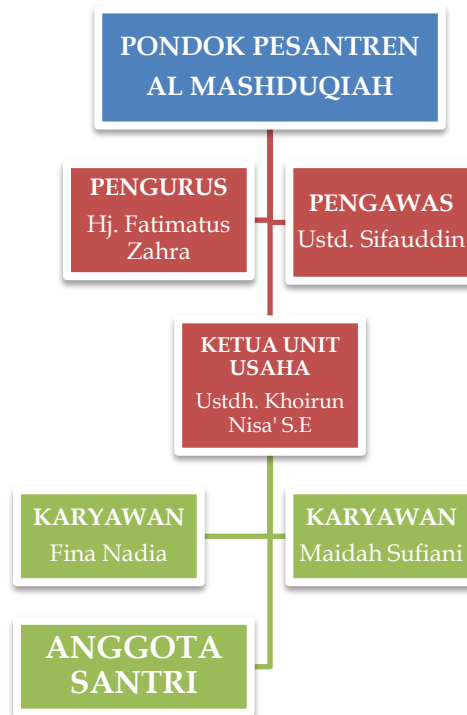 PONDOK PESANTREN
AL MASHDUQIAH
PENGURUS
Hj. Fatimatus
Zahra
PENGAWAS
Ustd. Sifauddin
KETUA UNIT
USAHA
Ustdh. Khoirun
Nisa' S.E
KARYAWAN
Fina Nadia
KARYAWAN
Maidah Sufiani
ANGGOTA
SANTRI